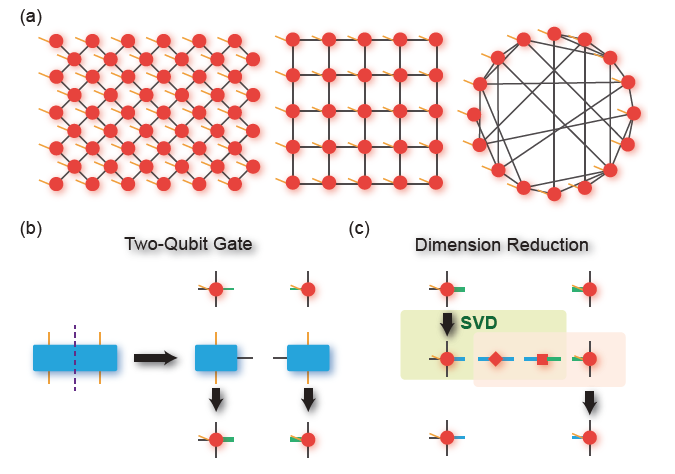 (a)
(b)
Two-Qubit Gate
(c)
Dimension Reduction
SVD